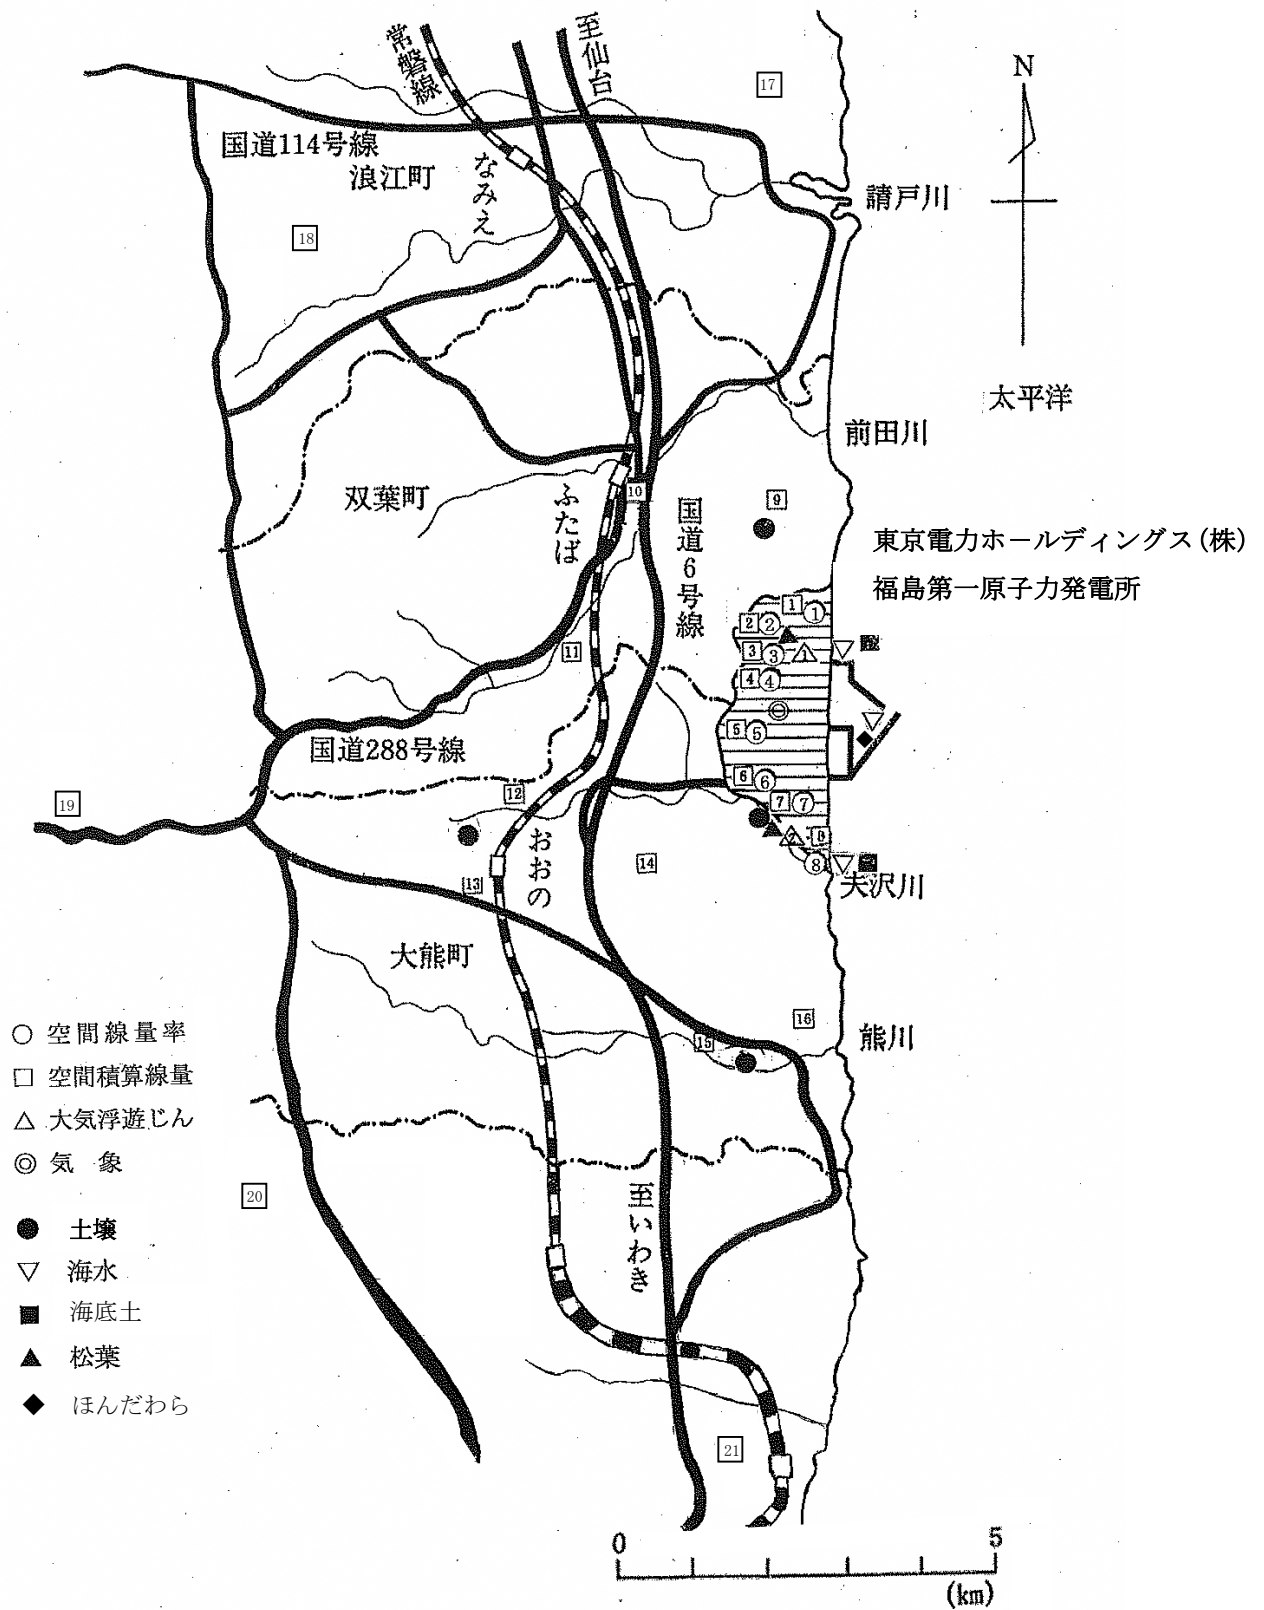 常磐線
至仙台
17
N
国道114号線
浪江町
なみえ
請戸川
18
太平洋
前田川
双葉町
ふたば
10
9
国道6号線
東京電力ホールディングス(株)
福島第一原子力発電所
1 ①
2 ②
3 ③ 1
4 ④
11
5 ⑤
国道288号線
6 ⑥
12
7 ⑦
19
2 8
おおの
14
⑧
13
夫沢川
大熊町
16
15
熊川
○ 空間線量率
□ 空間積算線量
△ 大気浮遊じん
◎ 気象
20
至いわき
● 土壌
▽ 海水
■ 海底土
▲ 松葉
◆ ほんだわら
21
0 5
(km)